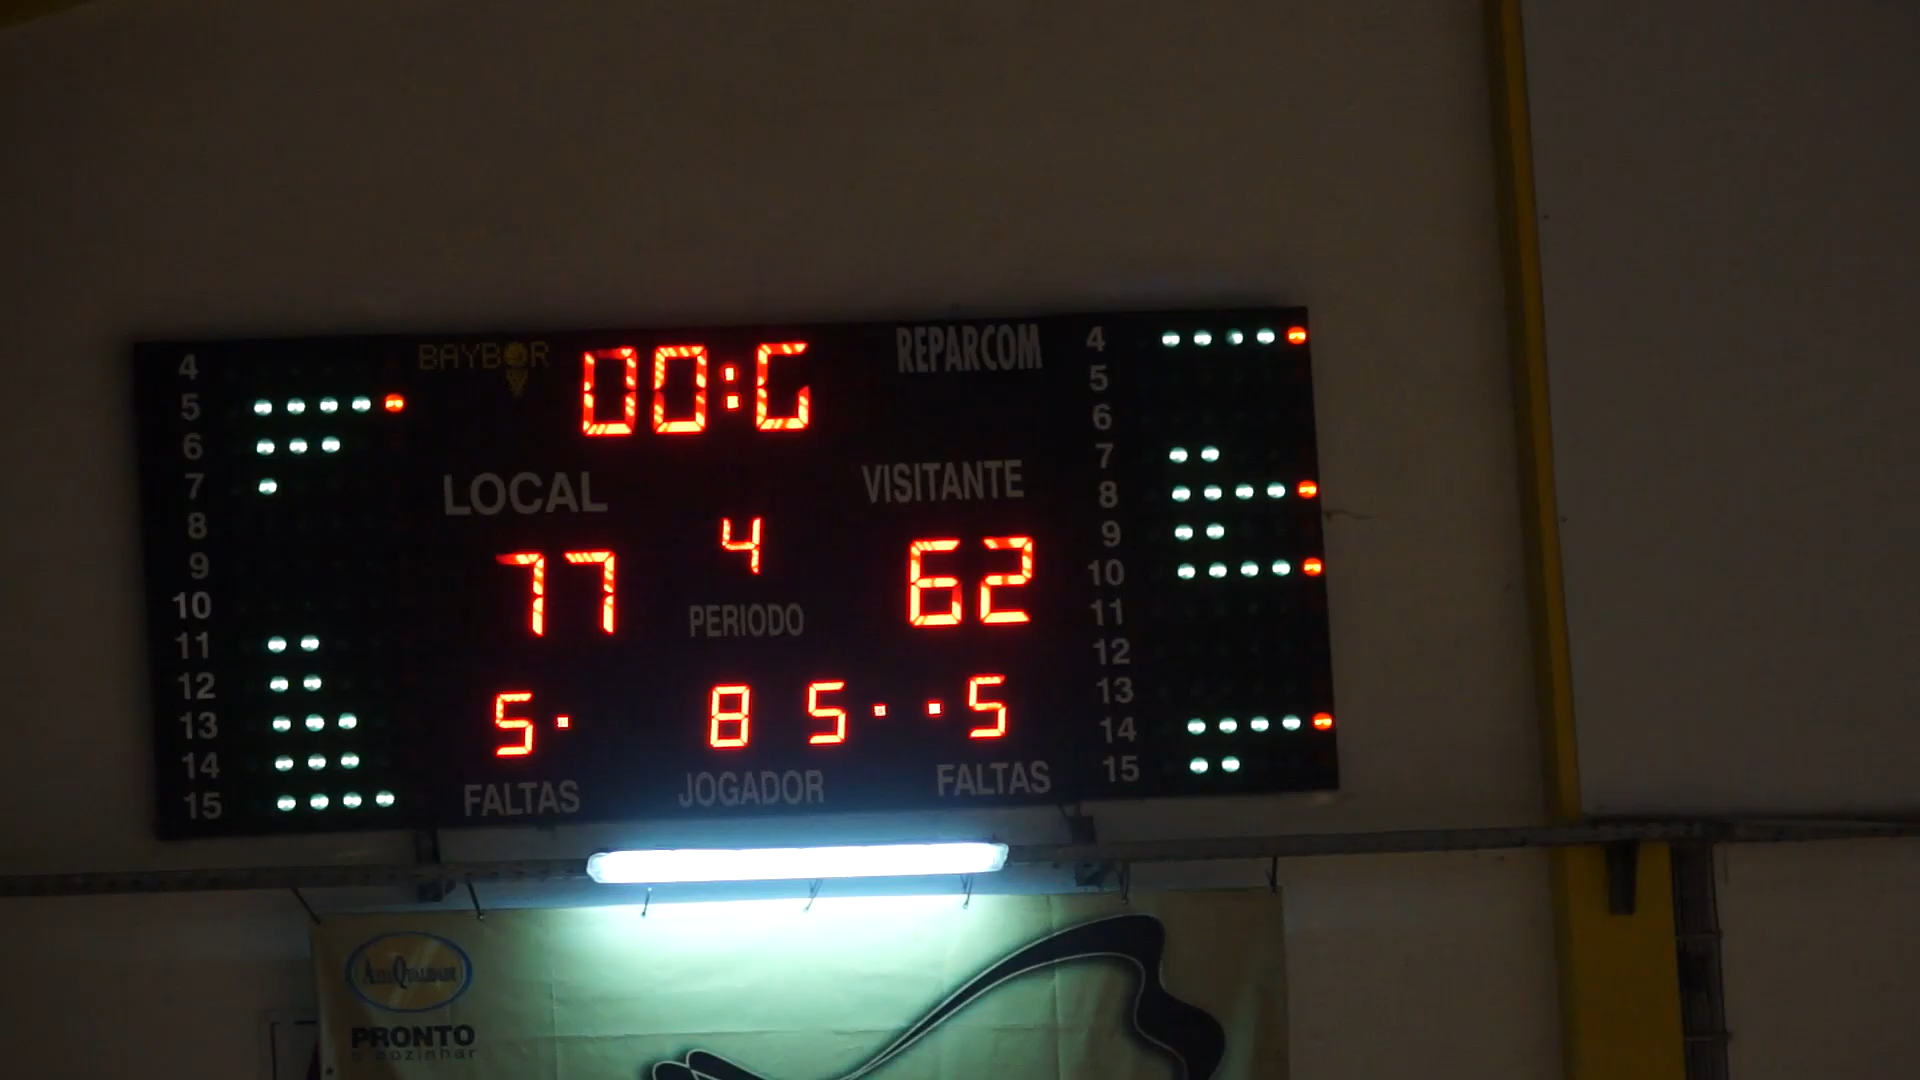 BAYBOR
00:G
REPARCOM
LOCAL
VISITANTE
77
4
62
PERIODO
5· 8 5· ·5
FALTAS
JOGADOR
FALTAS
4
5
6
7
8
9
10
11
12
13
14
15
4
5
6
7
8
9
10
11
12
13
14
15
PRONTO
a cozinhar